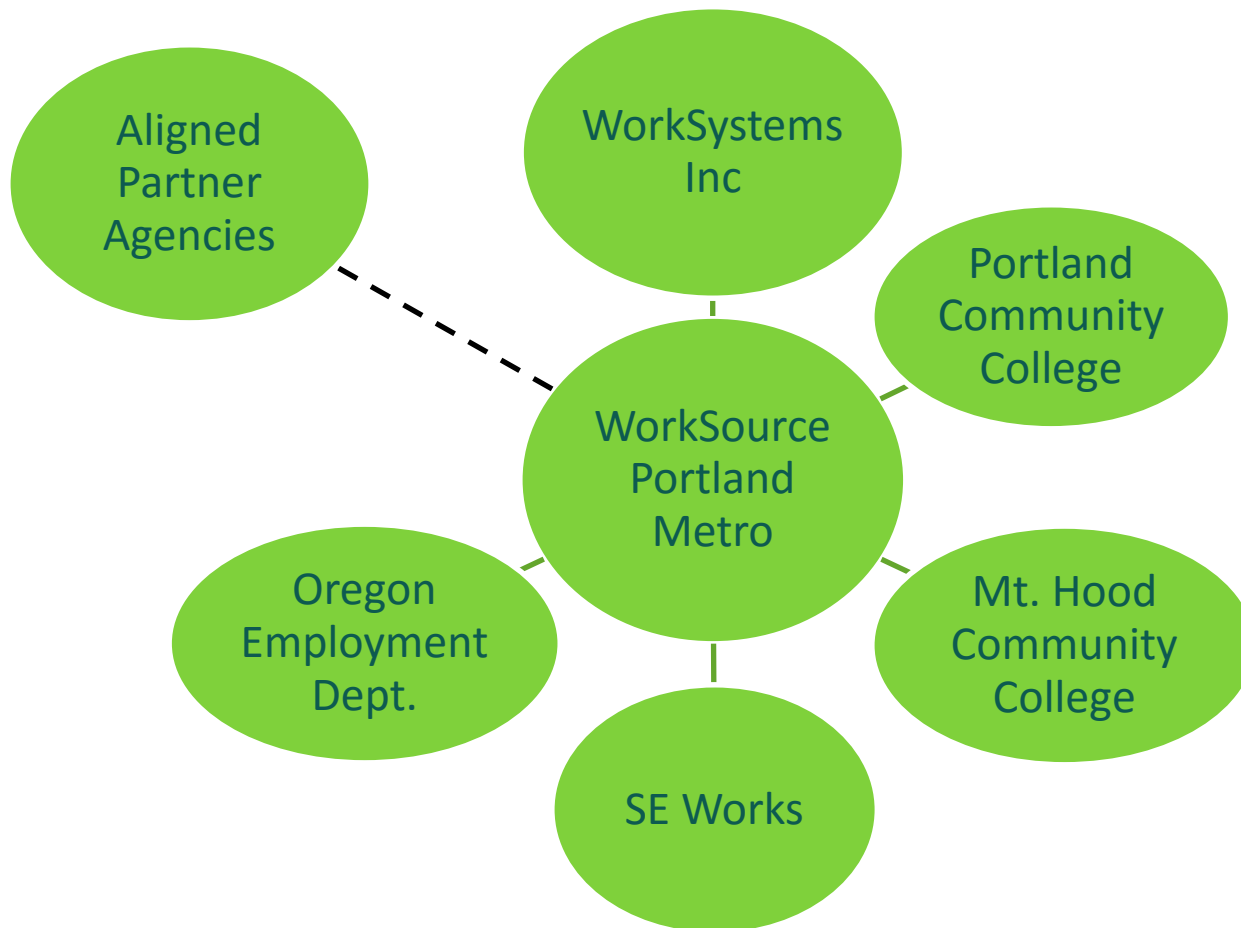 Aligned
Partner
Agencies
WorkSystems
Inc
Portland
Community
College
WorkSource
Portland
Metro
Oregon
Employment
Dept.
Mt. Hood
Community
College
SE Works